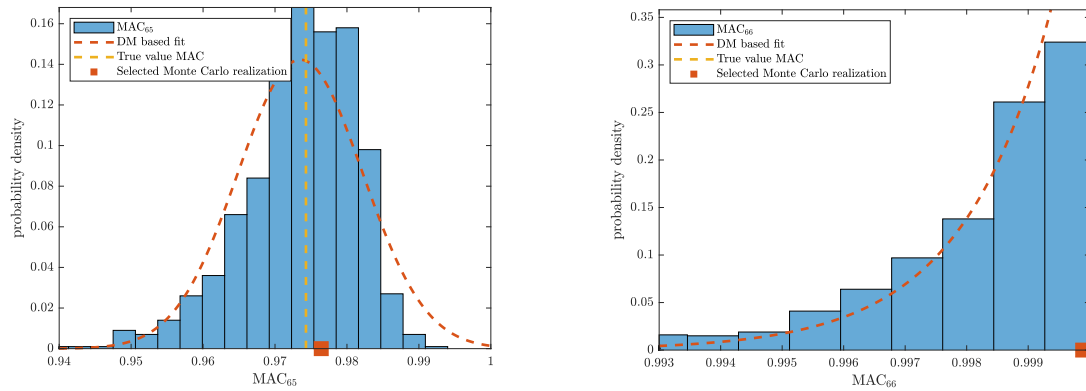 MAC65
DM based fit
True value MAC
Selected Monte Carlo realization
probability density
0.16
0.14
0.12
0.1
0.08
0.06
0.04
0.02
0
0.94
0.95
0.96
0.97
0.98
0.99
1
MAC65
MAC66
DM based fit
True value MAC
Selected Monte Carlo realization
probability density
0.35
0.3
0.25
0.2
0.15
0.1
0.05
0
0.993
0.994
0.995
0.996
0.997
0.998
0.999
MAC66